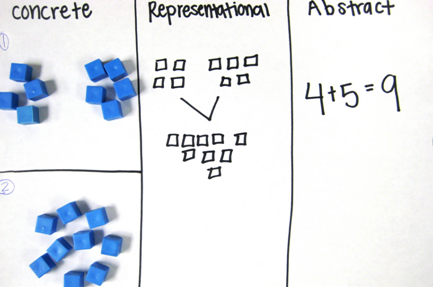 concrete
Representational
Abstract
1
4+5=9
2